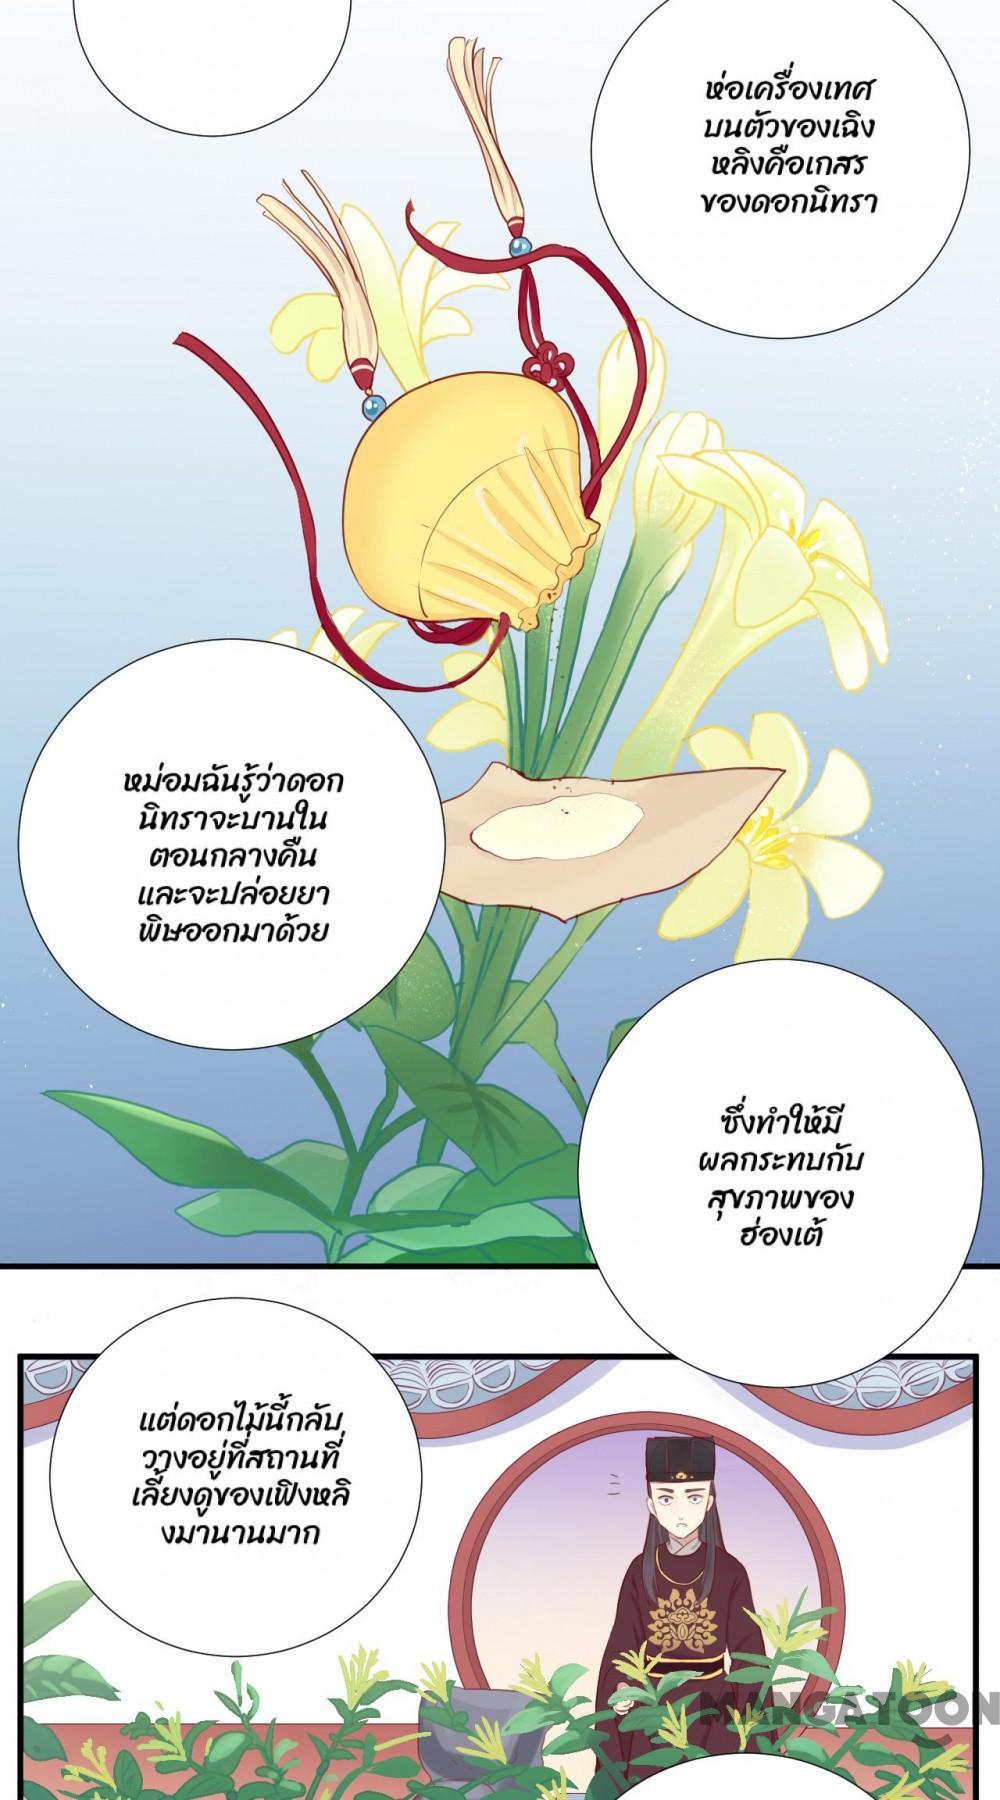 ห่อเครื่องเทศ
บนตัวของเฉิง
หลิงคือเกสร
ของดอกนิทรา
หม่อมฉันรู้ว่าดอก
นิทราจะบานใน
ตอนกลางคืน
และจะปล่อยยา
พิษออกมาด้วย
ซึ่งทำให้มี
ผลกระทบกับ
สุขภาพของ
ฮ่องเต้
แต่ดอกไม้นี้กลับ
วางอยู่ที่สถานที่
เลี้ยงดูของเฟิงหลิ
งมานานมาก
MANGATOON